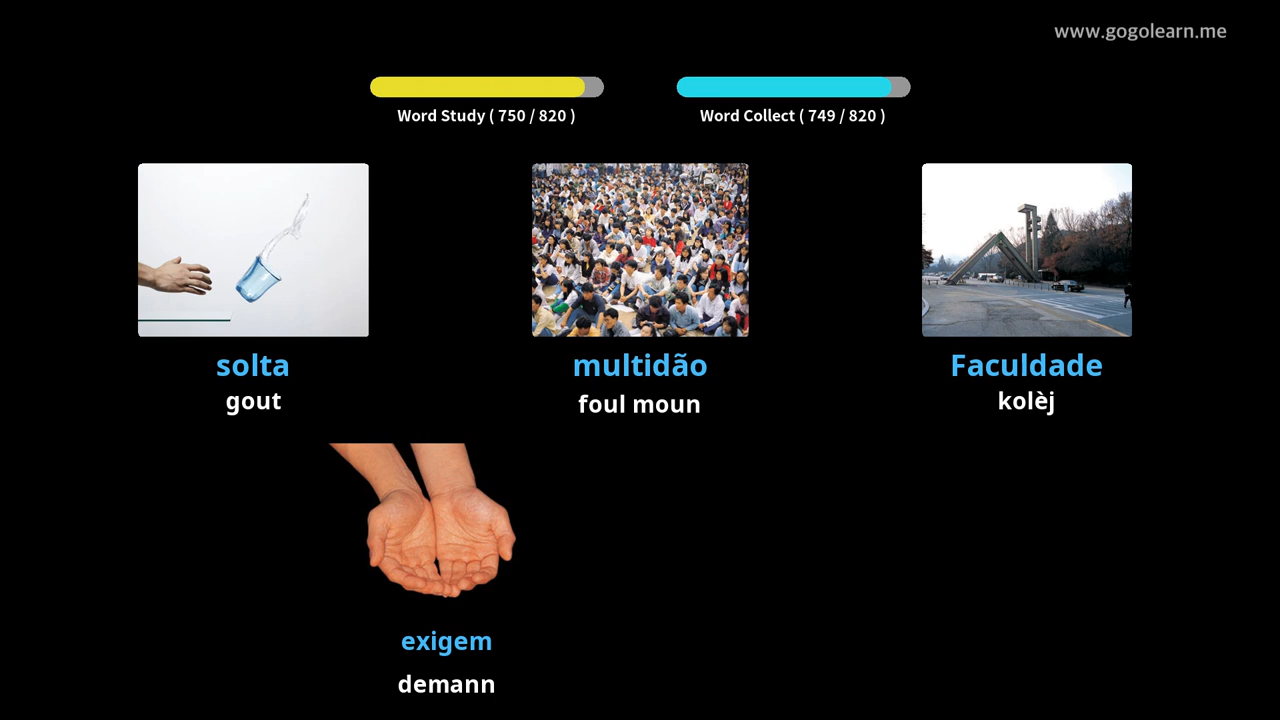 www.gogolearn.me
Word Study ( 750 / 820 )
Word Collect ( 749 / 820 )
solta
gout
multidão
foul moun
Faculdade
kolèj
exigem
demann